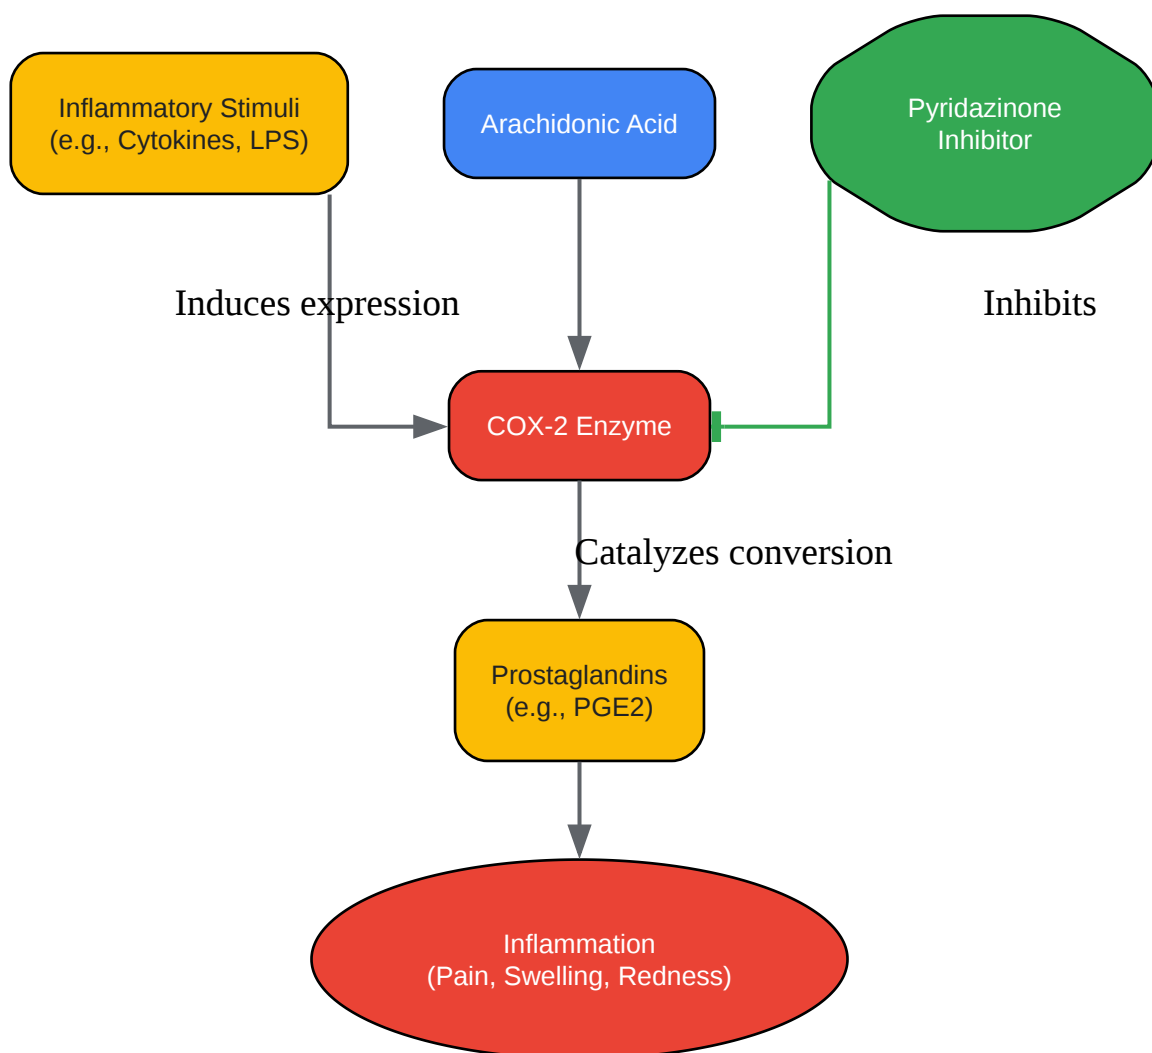 Inflammatory Stimuli
(e.g., Cytokines, LPS)
Arachidonic Acid
Pyridazinone
Inhibitor
Induces expression
Inhibits
COX-2 Enzyme
Catalyzes conversion
Prostaglandins
(e.g., PGE2)
Inflammation
(Pain, Swelling, Redness)